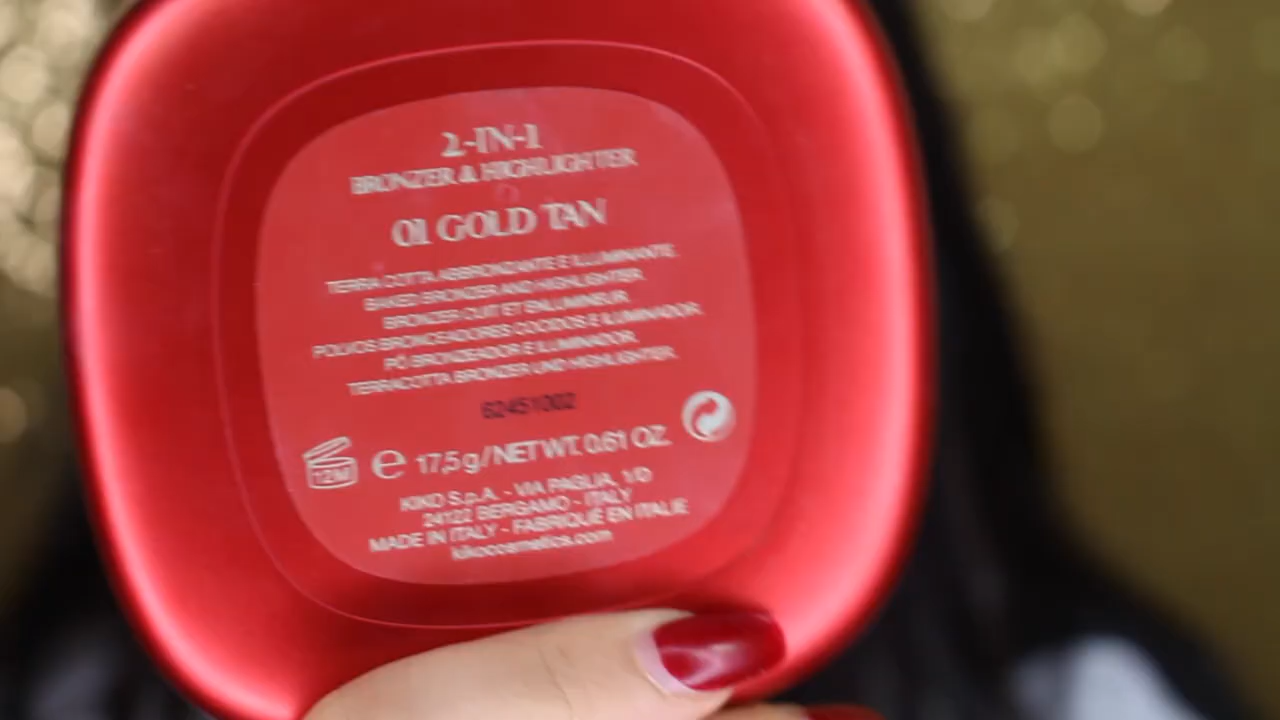 2-IN-1
BRONZER & HIGHLIGHTER
01 GOLD TAN
TERRA COTTA ABBRONZANTE E ILLUMINANTE
BAKED BRONZER AND HIGHLIGHTER
BRONZER CUIT ET ENLUMINEUR
POLVOS BRONCEADORES COCIDOS E ILUMINADOR
PÓ BRONZEADOR E ILUMINADOR
TERRACOTTA BRONZER UND HIGHLIGHTER
62451002
12M e 17,5 g/NET WT. 0.61 OZ.
KIKO S.p.A. - VIA PAGLIA, 1/D
24122 BERGAMO - ITALY
MADE IN ITALY - FABRIQUÉ EN ITALIE
kikocosmetics.com